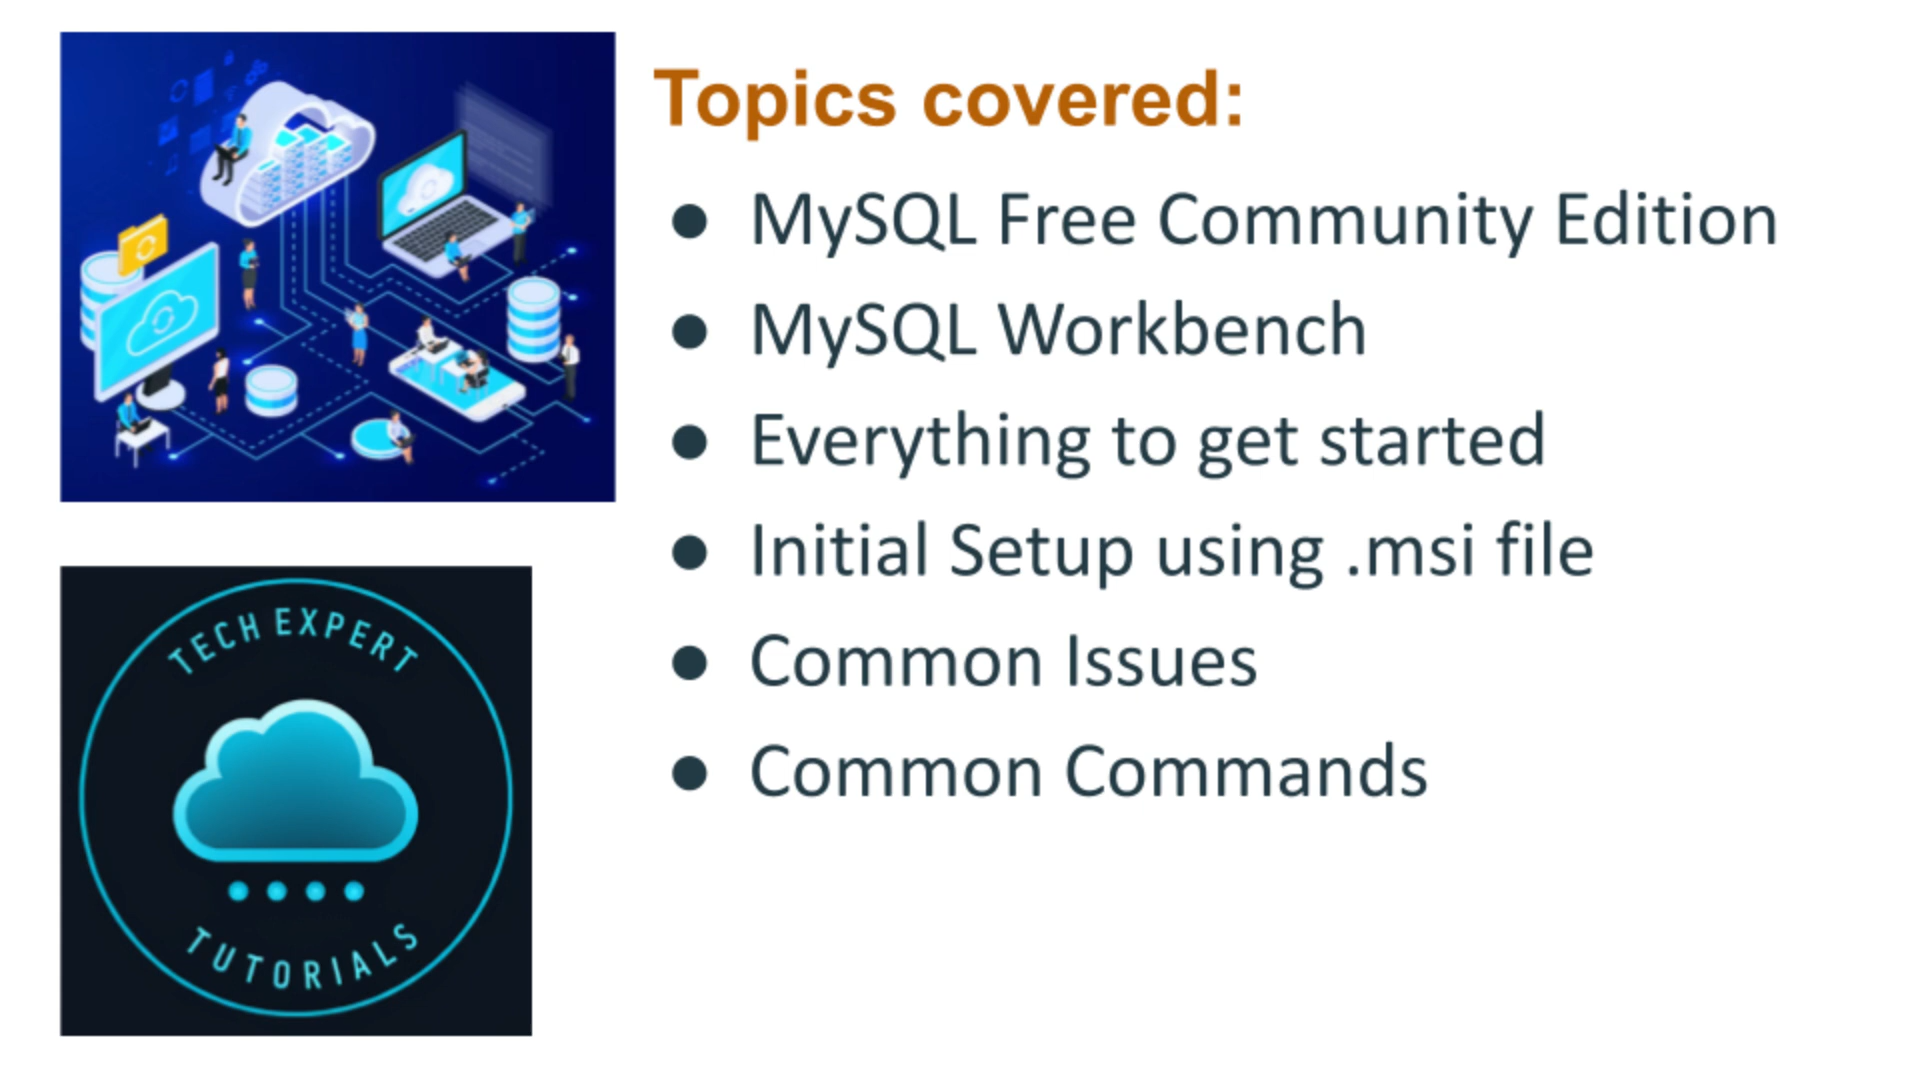 Topics covered:
● MySQL Free Community Edition
● MySQL Workbench
● Everything to get started
● Initial Setup using .msi file
● Common Issues
● Common Commands
TECH EXPERT
TUTORIALS